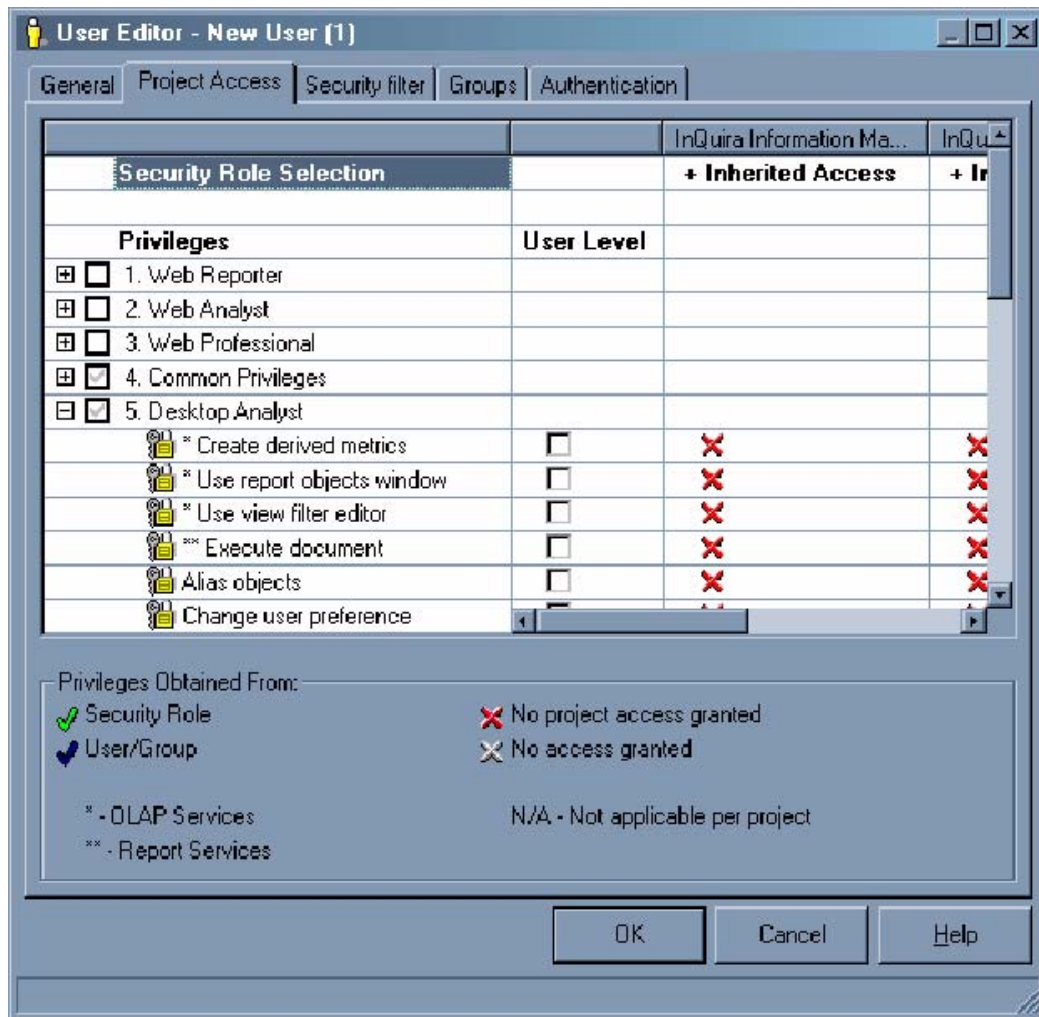 User Editor - New User (1)
General Project Access Security filter Groups Authentication
InQuira Information Ma... InQu
Security Role Selection + Inherited Access + Ir
Privileges User Level
1. Web Reporter
2. Web Analyst
3. Web Professional
4. Common Privileges
5. Desktop Analyst
* Create derived metrics
* Use report objects window
* Use view filter editor
** Execute document
Alias objects
Change user preference
Privileges Obtained From:
Security Role No project access granted
User/Group No access granted
* - OLAP Services N/A - Not applicable per project
** - Report Services
OK Cancel Help